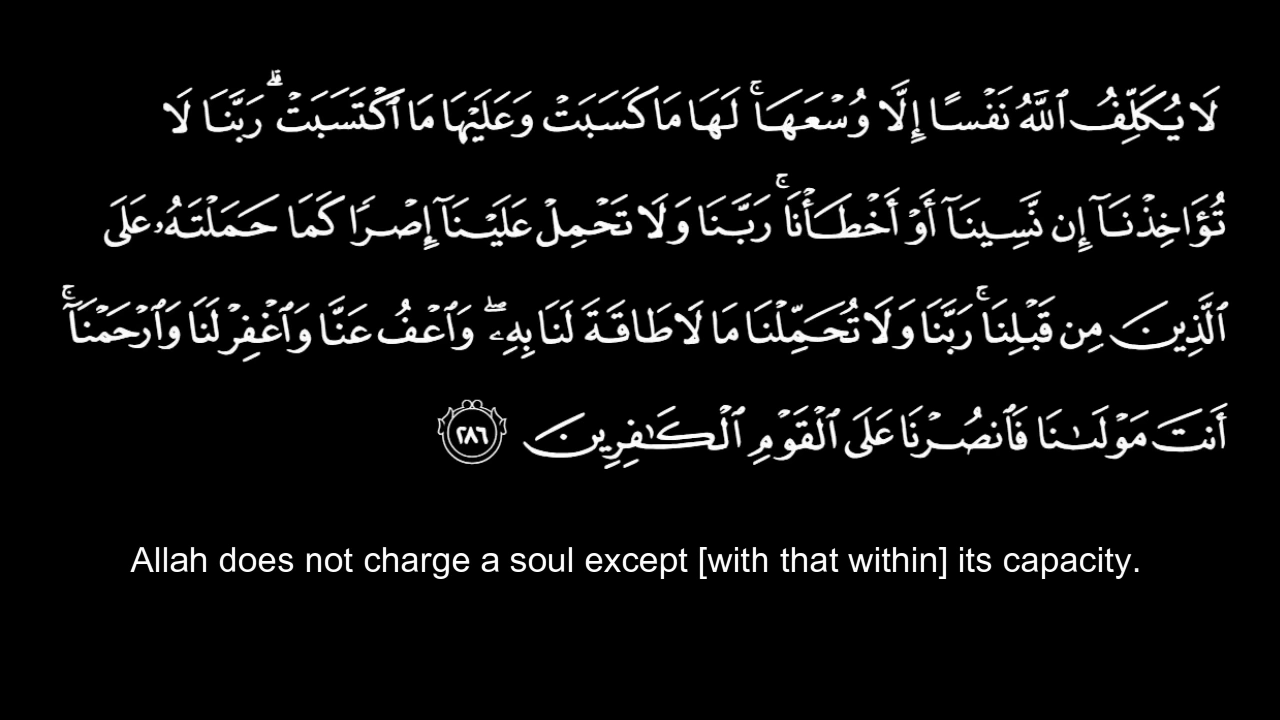 لَا يُكَلِّفُ ٱللَّهُ نَفْسًا إِلَّا وُسْعَهَا ۚ لَهَا مَا كَسَبَتْ وَعَلَيْهَا مَا ٱكْتَسَبَتْ ۗ رَبَّنَا لَا
تُؤَاخِذْنَآ إِن نَّسِينَآ أَوْ أَخْطَأْنَا ۚ رَبَّنَا وَلَا تَحْمِلْ عَلَيْنَآ إِصْرًا كَمَا حَمَلْتَهُۥ عَلَى
ٱلَّذِينَ مِن قَبْلِنَا ۚ رَبَّنَا وَلَا تُحَمِّلْنَا مَا لَا طَاقَةَ لَنَا بِهِۦ ۖ وَٱعْفُ عَنَّا وَٱغْفِرْ لَنَا وَٱرْحَمْنَآ ۚ
أَنتَ مَوْلَىٰنَا فَٱنصُرْنَا عَلَى ٱلْقَوْمِ ٱلْكَـٰفِرِينَ ٢٨٦
Allah does not charge a soul except [with that within] its capacity.